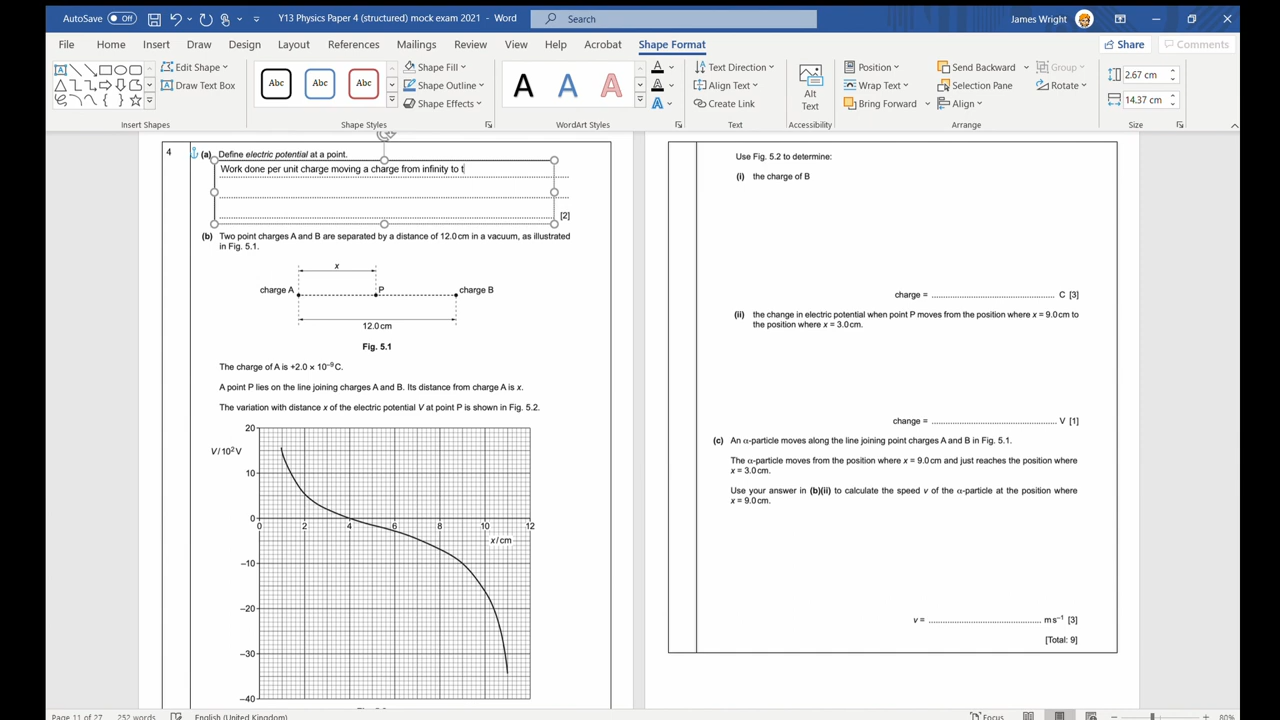 AutoSave Off Y13 Physics Paper 4 (structured) mock exam 2021 - Word Search James Wright
File Home Insert Draw Design Layout References Mailings Review View Help Acrobat Shape Format Share Comments
Edit Shape
Draw Text Box
Insert Shapes
Abc Abc Abc
Shape Fill
Shape Outline
Shape Effects
Shape Styles
A A A
WordArt Styles
Text Direction
Align Text
Create Link
Text
Alt Text
Accessibility
Position
Wrap Text
Bring Forward
Send Backward
Selection Pane
Align
Group
Rotate
Arrange
2.67 cm
14.37 cm
Size
4 (a) Define electric potential at a point.
Work done per unit charge moving a charge from infinity to t
[2]
(b) Two point charges A and B are separated by a distance of 12.0 cm in a vacuum, as illustrated
in Fig. 5.1.
x
charge A P charge B
12.0 cm
Fig. 5.1
The charge of A is +2.0 × 10⁻⁹ C.
A point P lies on the line joining charges A and B. Its distance from charge A is x.
The variation with distance x of the electric potential V at point P is shown in Fig. 5.2.
20
V/10² V
10
0
0 2 4 6 8 10 12
x/cm
−10
−20
−30
−40
Use Fig. 5.2 to determine:
(i) the charge of B
charge = ........................................................ C [3]
(ii) the change in electric potential when point P moves from the position where x = 9.0 cm to
the position where x = 3.0 cm.
change = ........................................................ V [1]
(c) An α-particle moves along the line joining point charges A and B in Fig. 5.1.
The α-particle moves from the position where x = 9.0 cm and just reaches the position where
x = 3.0 cm.
Use your answer in (b)(ii) to calculate the speed v of the α-particle at the position where
x = 9.0 cm.
v = .................................................... m s⁻¹ [3]
[Total: 9]
Page 11 of 27 252 words English (United Kingdom) Focus 80%